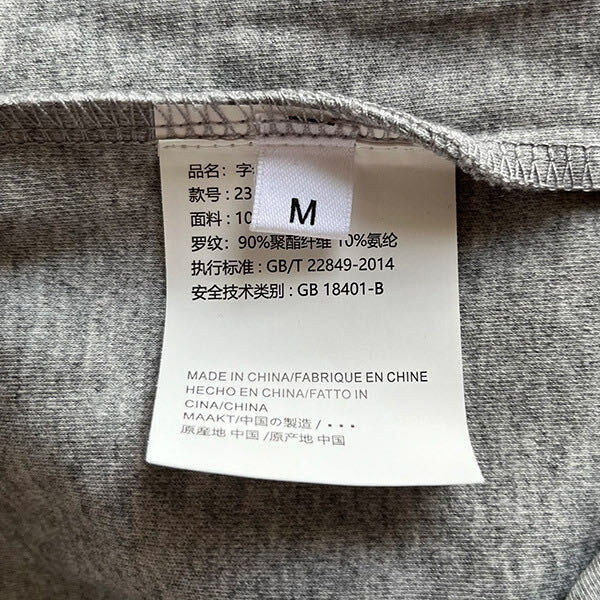 品名: 字
款号: 23
M
面料: 10
罗纹: 90%聚酯纤维 10%氨纶
执行标准: GB/T 22849-2014
安全技术类别: GB 18401-B
MADE IN CHINA/FABRIQUE EN CHINE
HECHO EN CHINA/FATTO IN
CINA/CHINA
MAAKT/中国の製造/...
原産地 中国/原产地 中国